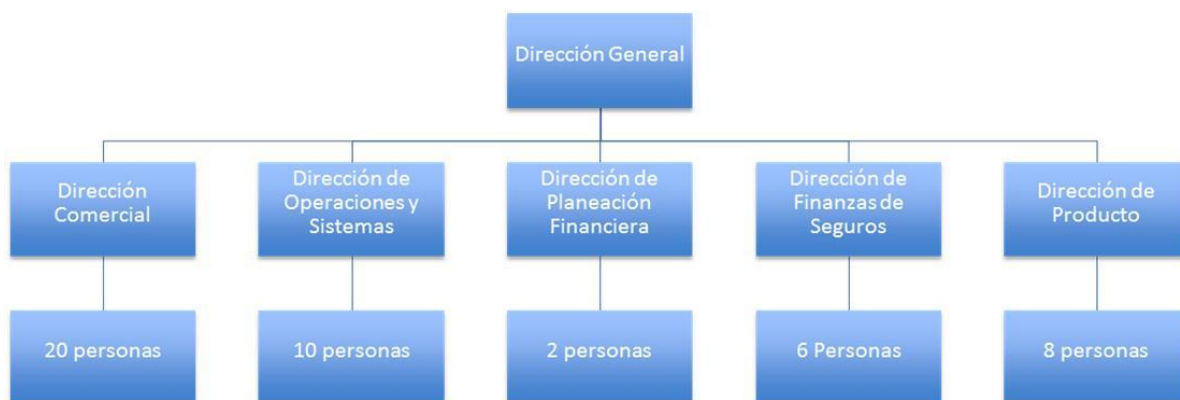 Dirección General
Dirección
Comercial
Dirección de
Operaciones y
Sistemas
Dirección de
Planeación
Financiera
Dirección de
Finanzas de
Seguros
Dirección de
Producto
20 personas
10 personas
2 personas
6 Personas
8 personas